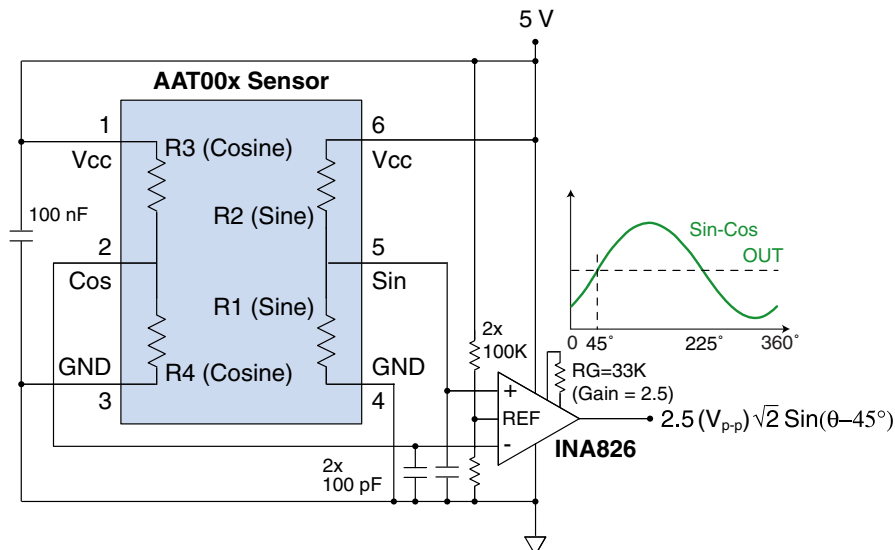 5 V
AAT00x Sensor
1
Vcc
R3 (Cosine)
6
Vcc
R2 (Sine)
100 nF
2
Cos
5
Sin
R1 (Sine)
GND
3
R4 (Cosine)
GND
4
2x
100K
Sin-Cos
OUT
0 45° 225° 360°
RG=33K
(Gain = 2.5)
+
REF
-
INA826
2.5 (Vp-p) √2 Sin(θ–45°)
2x
100 pF